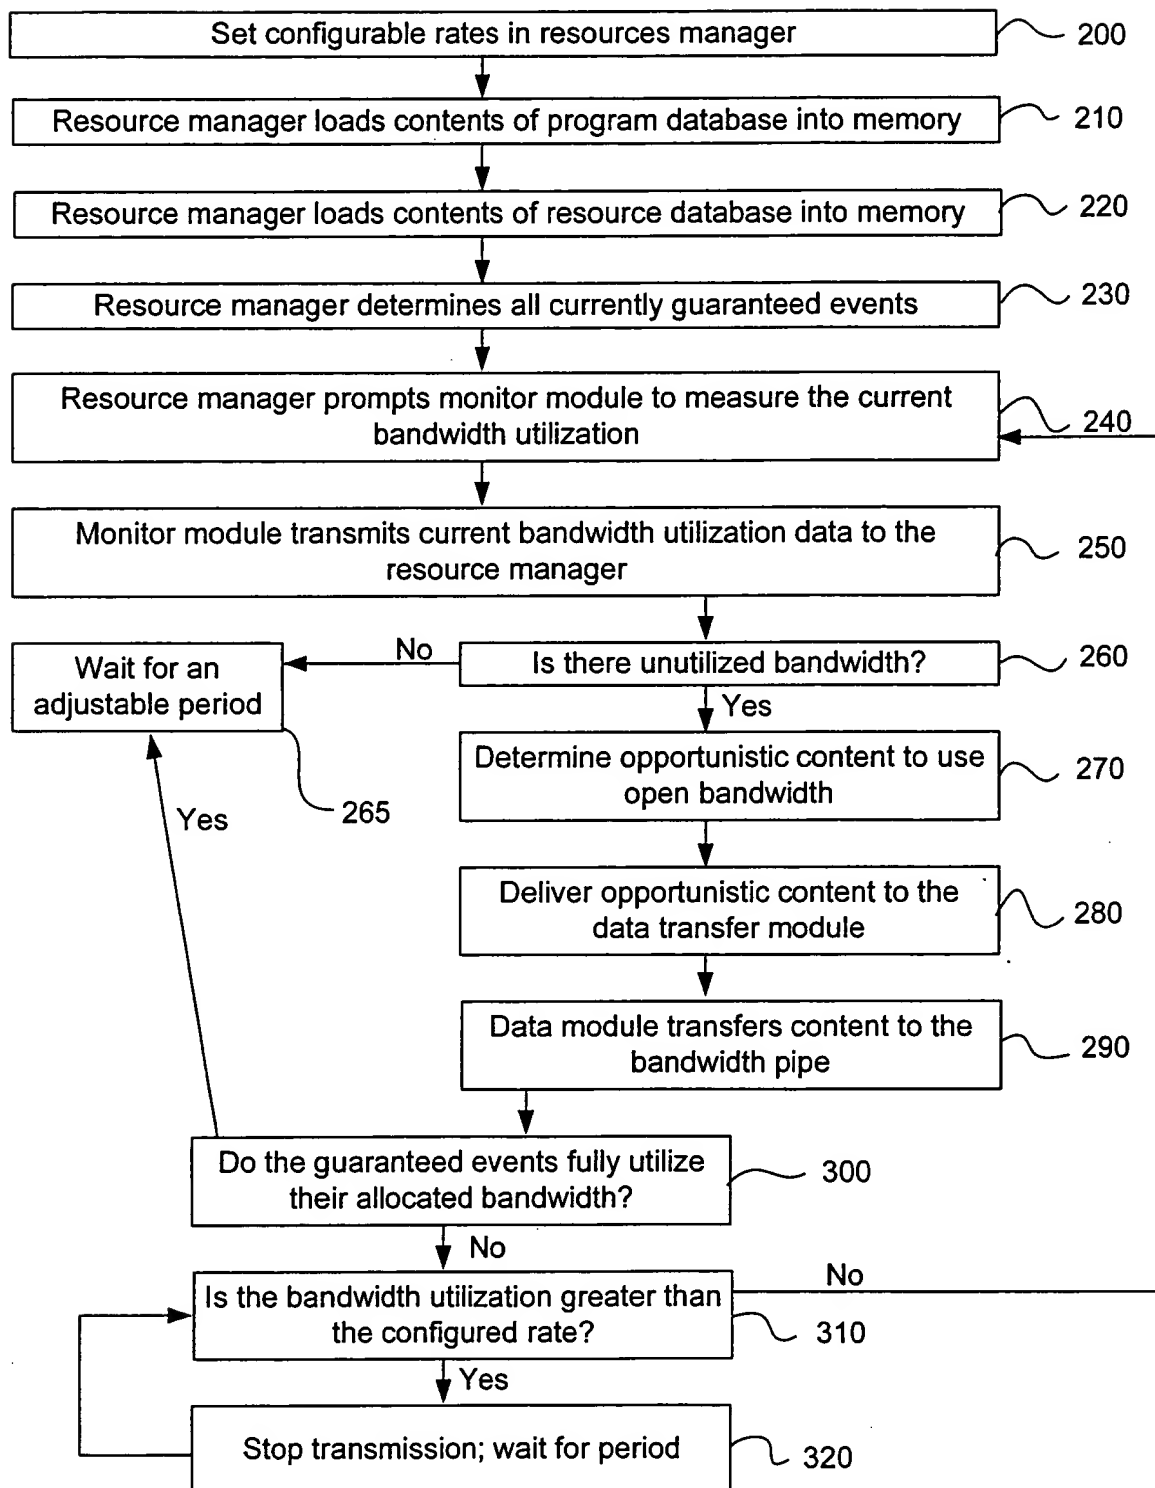 Set configurable rates in resources manager
200
Resource manager loads contents of program database into memory
210
Resource manager loads contents of resource database into memory
220
Resource manager determines all currently guaranteed events
230
Resource manager prompts monitor module to measure the current
bandwidth utilization
240
Monitor module transmits current bandwidth utilization data to the
resource manager
250
Wait for an
adjustable period
265
No
Is there unutilized bandwidth?
260
Yes
Determine opportunistic content to use
open bandwidth
270
Yes
Deliver opportunistic content to the
data transfer module
280
Data module transfers content to the
bandwidth pipe
290
Do the guaranteed events fully utilize
their allocated bandwidth?
300
No
Is the bandwidth utilization greater than
the configured rate?
310
No
Yes
Stop transmission; wait for period
320